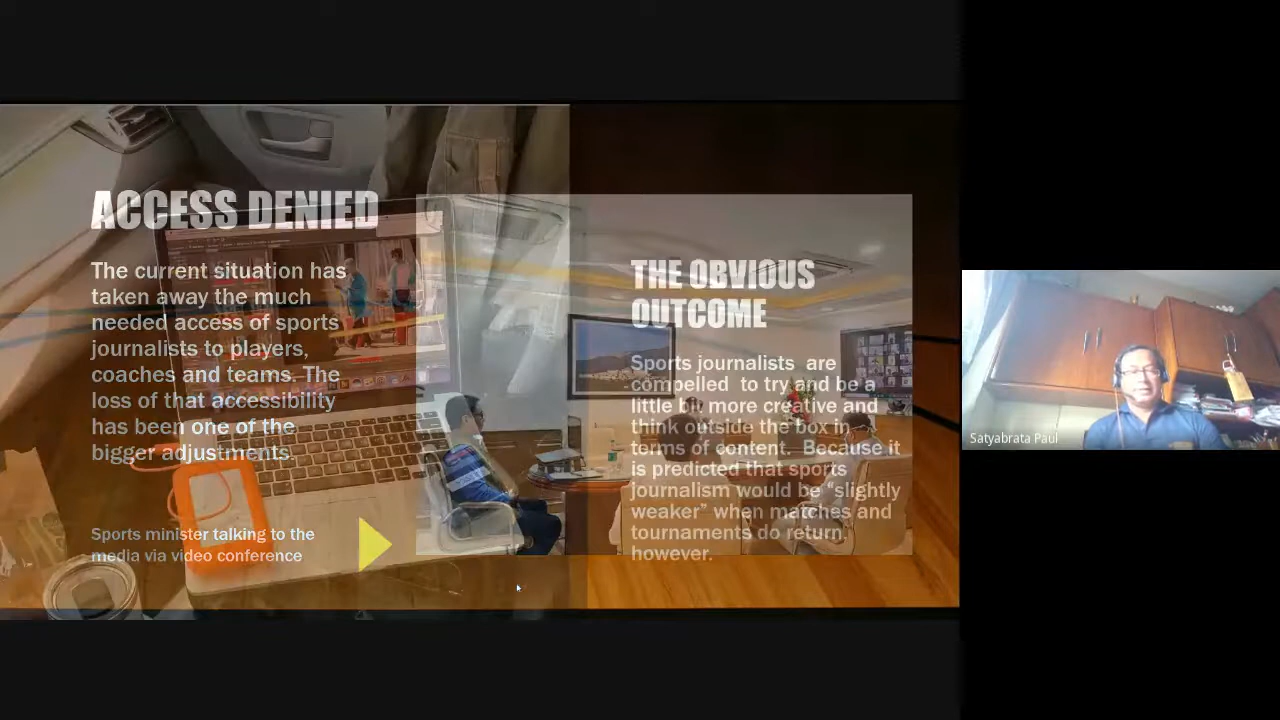 ACCESS DENIED
The current situation has
taken away the much
needed access of sports
journalists to players,
coaches and teams. The
loss of that accessibility
has been one of the
bigger adjustments.
Sports minister talking to the
media via video conference
THE OBVIOUS
OUTCOME
Sports journalists are
compelled to try and be a
little bit more creative and
think outside the box in
terms of content. Because it
is predicted that sports
journalism would be “slightly
weaker” when matches and
tournaments do return,
however.
Satyabrata Paul